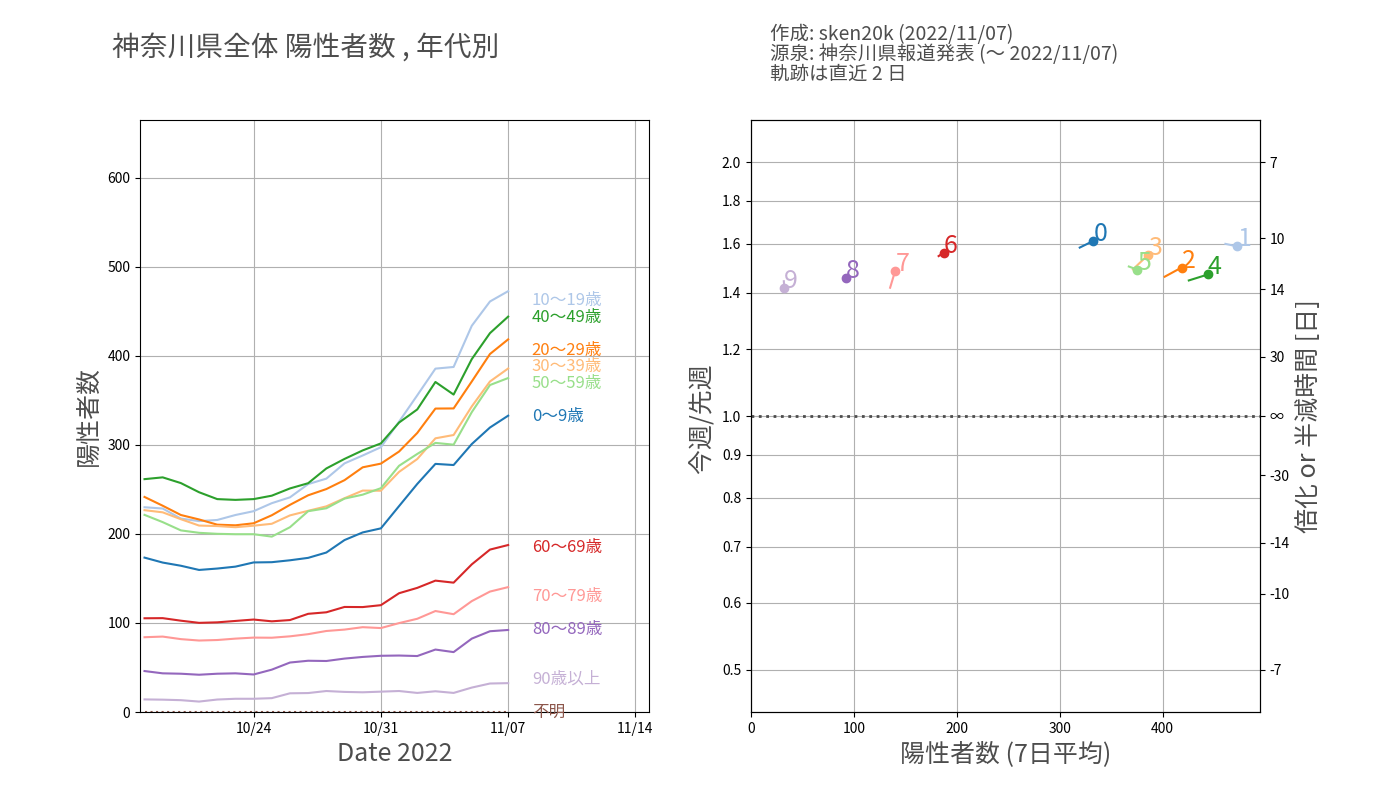 神奈川県全体 陽性者数 , 年代別
作成: sken20k (2022/11/07)
源泉: 神奈川県報道発表 (〜 2022/11/07)
軌跡は直近 2 日
陽性者数
600
500
400
300
200
100
0
10/24
10/31
11/07
11/14
Date 2022
10〜19歳
40〜49歳
20〜29歳
30〜39歳
50〜59歳
0〜9歳
60〜69歳
70〜79歳
80〜89歳
90歳以上
不明
今週/先週
2.0
1.8
1.6
1.4
1.2
1.0
0.9
0.8
0.7
0.6
0.5
0
100
200
300
400
陽性者数 (7日平均)
9
8
7
6
0
3
5
2
4
1
7
10
14
30
∞
-30
-14
-10
-7
倍化 or 半減時間 [日]